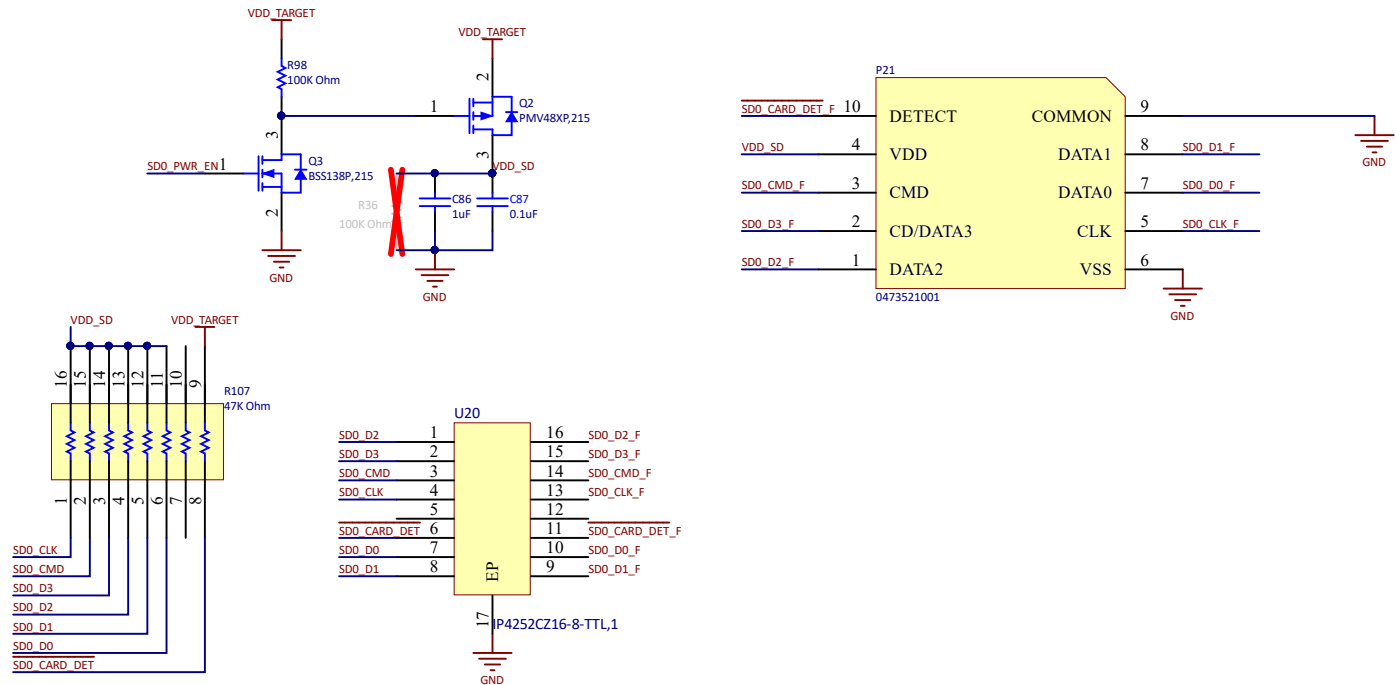 VDD_TARGET
R98
100K Ohm
VDD_TARGET
2
1
Q2
PMV48XP,215
3
VDD_SD
3
SD0_PWR_EN 1
Q3
BSS138P,215
2
GND
R36
100K Ohm
C86
1uF
C87
0.1uF
GND
P21
SD0_CARD_DET_F 10 DETECT COMMON 9
GND
VDD_SD 4 VDD DATA1 8 SD0_D1_F
SD0_CMD_F 3 CMD DATA0 7 SD0_D0_F
SD0_D3_F 2 CD/DATA3 CLK 5 SD0_CLK_F
SD0_D2_F 1 DATA2 VSS 6
0473521001
GND
VDD_SD VDD_TARGET
16 15 14 13 12 11 10 9
R107
47K Ohm
1 2 3 4 5 6 7 8
SD0_CLK
SD0_CMD
SD0_D3
SD0_D2
SD0_D1
SD0_D0
SD0_CARD_DET
U20
SD0_D2 1 16 SD0_D2_F
SD0_D3 2 15 SD0_D3_F
SD0_CMD 3 14 SD0_CMD_F
SD0_CLK 4 13 SD0_CLK_F
5 12
SD0_CARD_DET 6 11 SD0_CARD_DET_F
SD0_D0 7 10 SD0_D0_F
SD0_D1 8 9 SD0_D1_F
EP
17
IP4252CZ16-8-TTL,1
GND